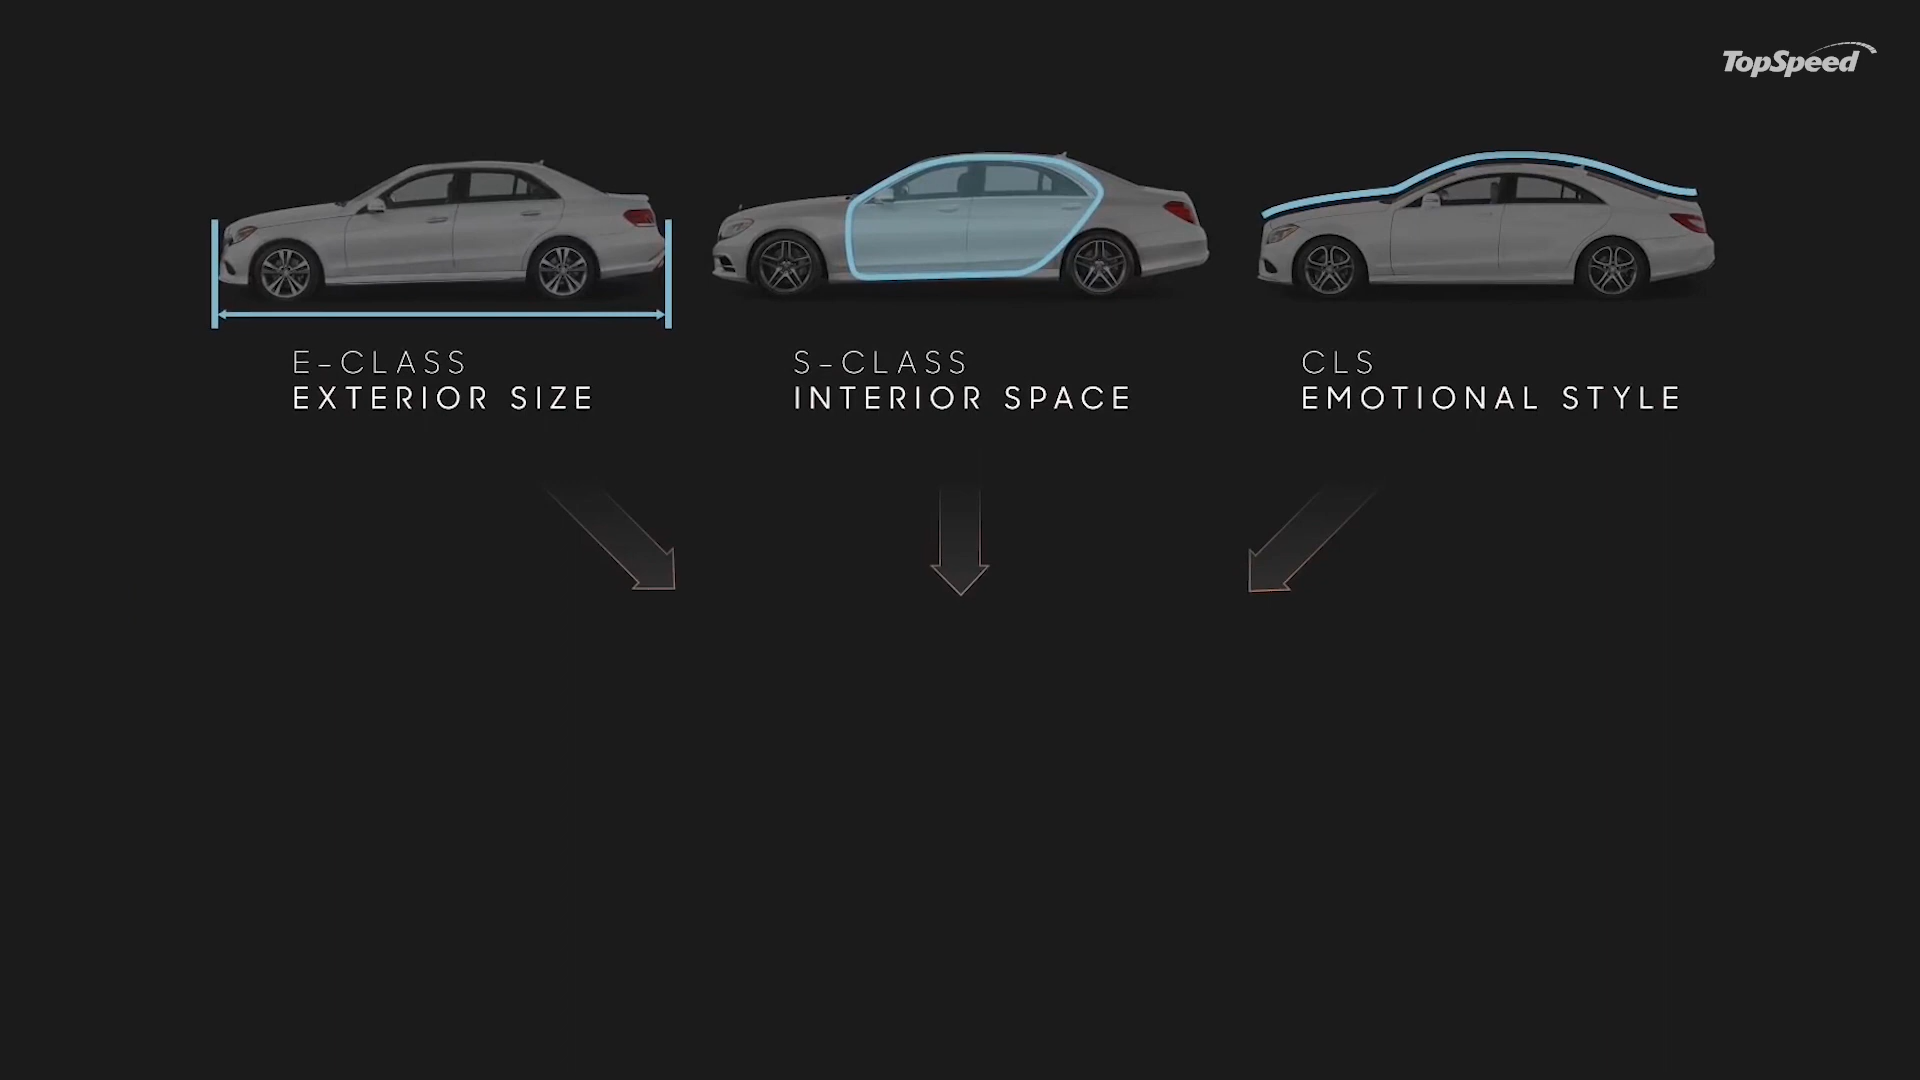 TopSpeed
E-CLASS
EXTERIOR SIZE
S-CLASS
INTERIOR SPACE
CLS
EMOTIONAL STYLE